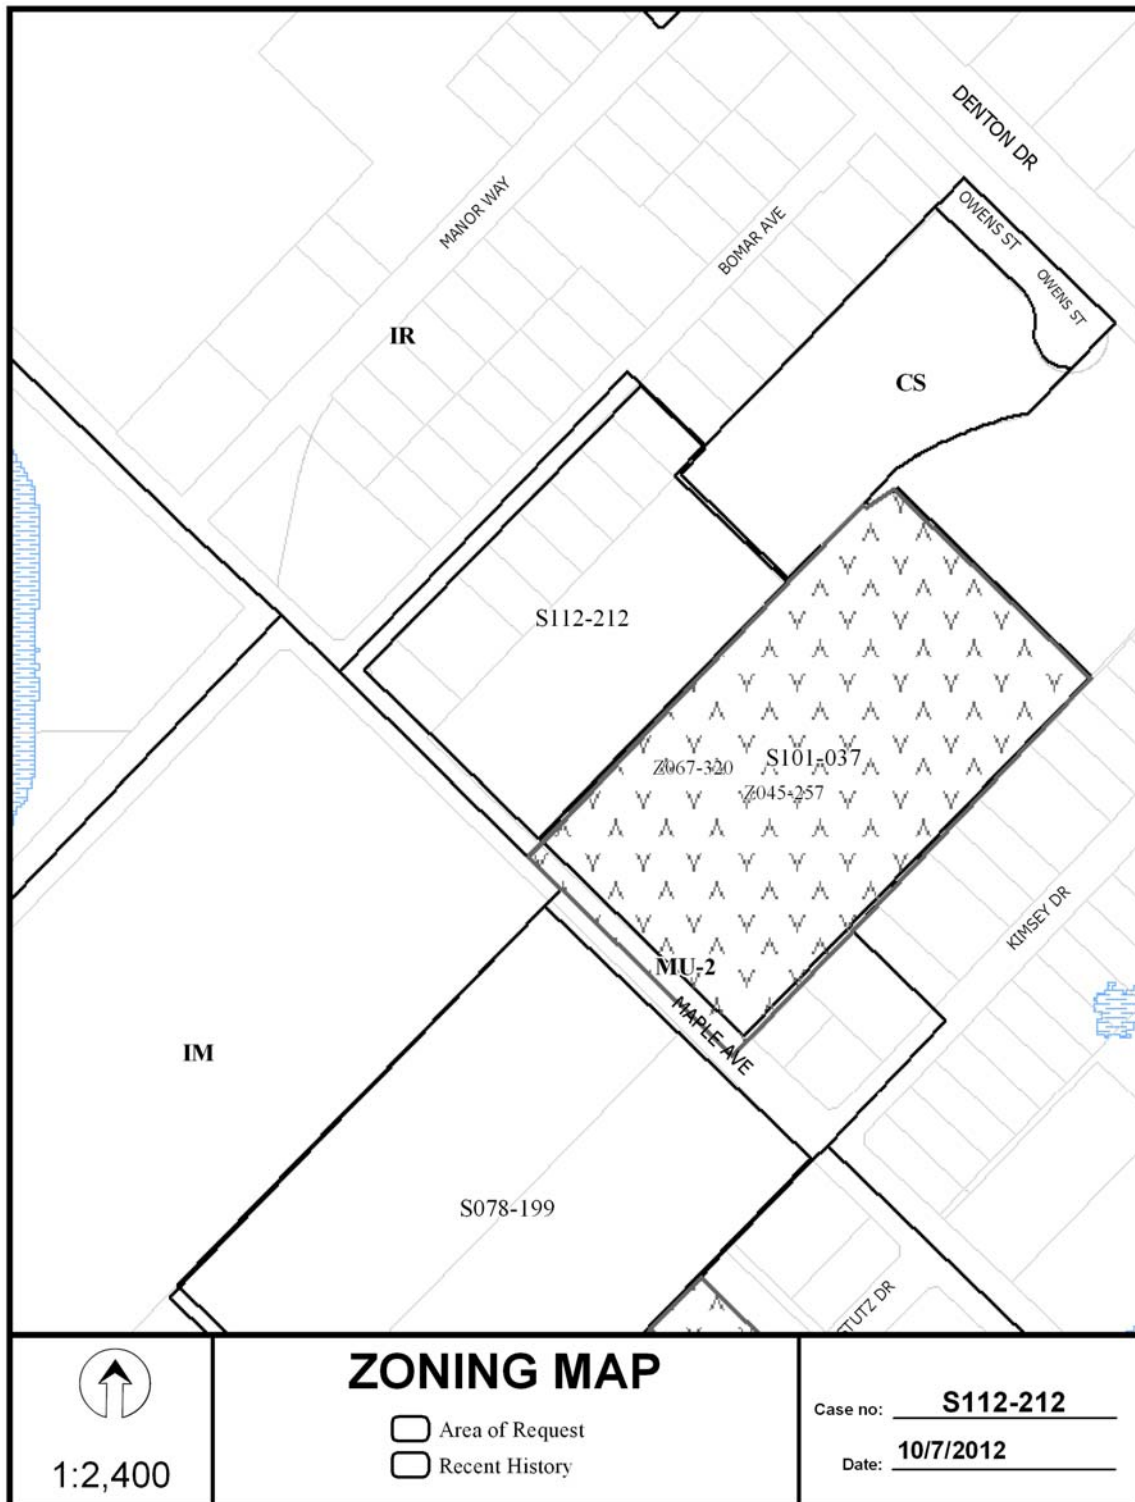 DENTON DR
OWENS ST
MANOR WAY
BOMAR AVE
OWENS ST
IR
CS
S112-212
S101-037
Z067-320
Z045-257
KIMSEY DR
MU-2
MAPLE AVE
IM
S078-199
STUTZ DR
1:2,400
ZONING MAP
Area of Request
Recent History
Case no: S112-212
Date: 10/7/2012